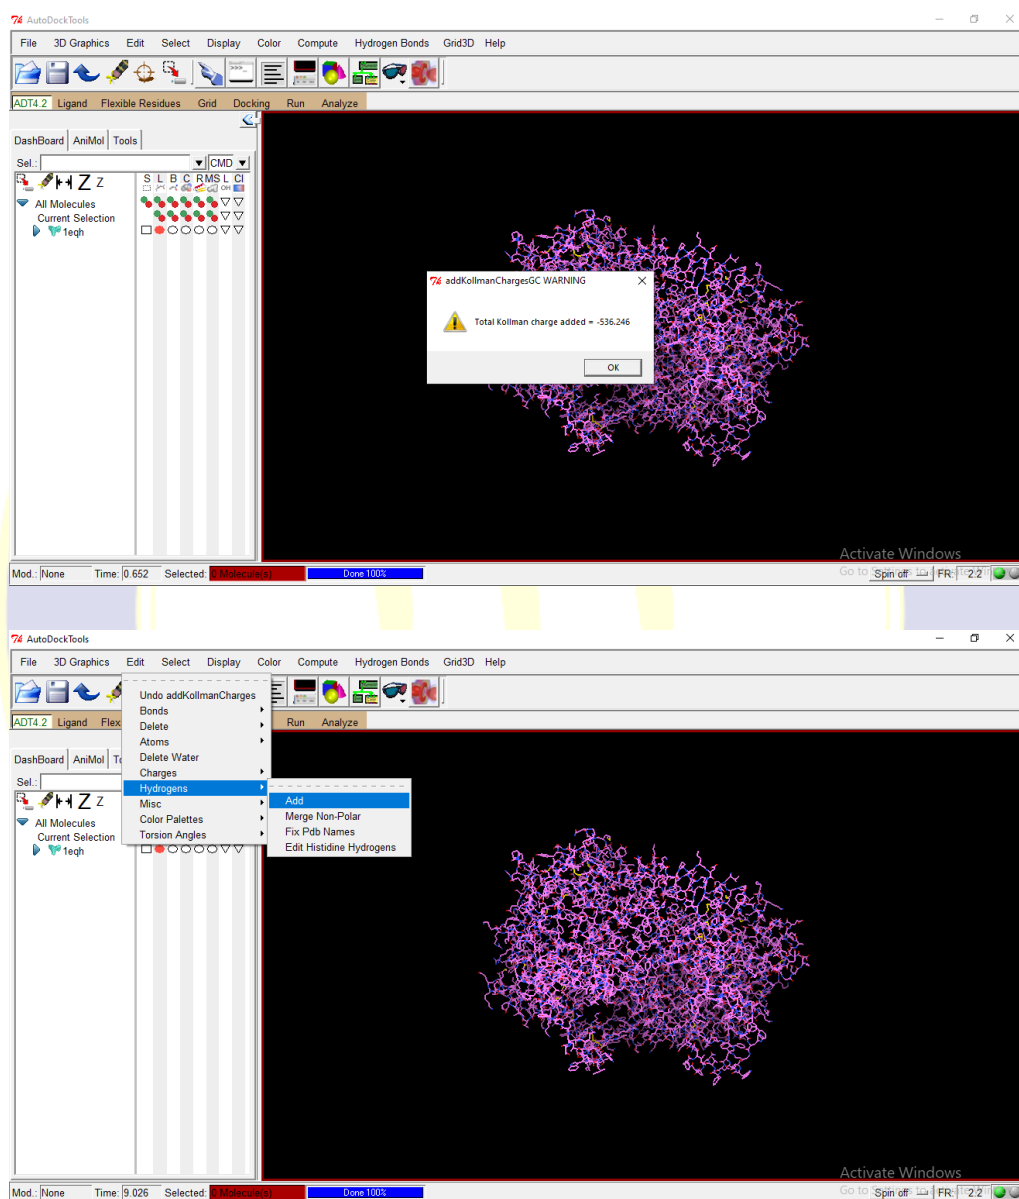 AutoDockTools
File 3D Graphics Edit Select Display Color Compute Hydrogen Bonds Grid3D Help
ADT4.2 Ligand Flexible Residues Grid Docking Run Analyze
DashBoard AniMol Tools
Sel.: CMD
Z Z S L B C R MS L Cl
All Molecules
Current Selection
1eqh
addKollmanChargesGC WARNING
Total Kollman charge added = -536.246
OK
Activate Windows
Mod.: None Time: 0.652 Selected: 0 Molecule(s) Done 100% Spin off FR: 2.2
AutoDockTools
File 3D Graphics Edit Select Display Color Compute Hydrogen Bonds Grid3D Help
ADT4.2 Ligand Flex Run Analyze
DashBoard AniMol
Sel.:
Z Z
All Molecules
Current Selection
1eqh
Undo addKollmanCharges
Bonds
Delete
Atoms
Delete Water
Charges
Hydrogens
Misc
Color Palettes
Torsion Angles
Add
Merge Non-Polar
Fix Pdb Names
Edit Histidine Hydrogens
Activate Windows
Mod.: None Time: 9.026 Selected: 0 Molecule(s) Done 100% Spin off FR: 2.2